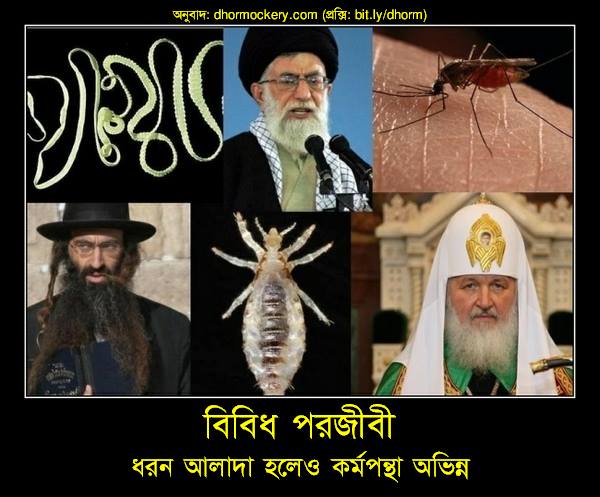 অনুবাদ: dhormockery.com (প্রক্সি: bit.ly/dhorm)
বিবিধ পরজীবী
ধরন আলাদা হলেও কর্মপন্থা অভিন্ন